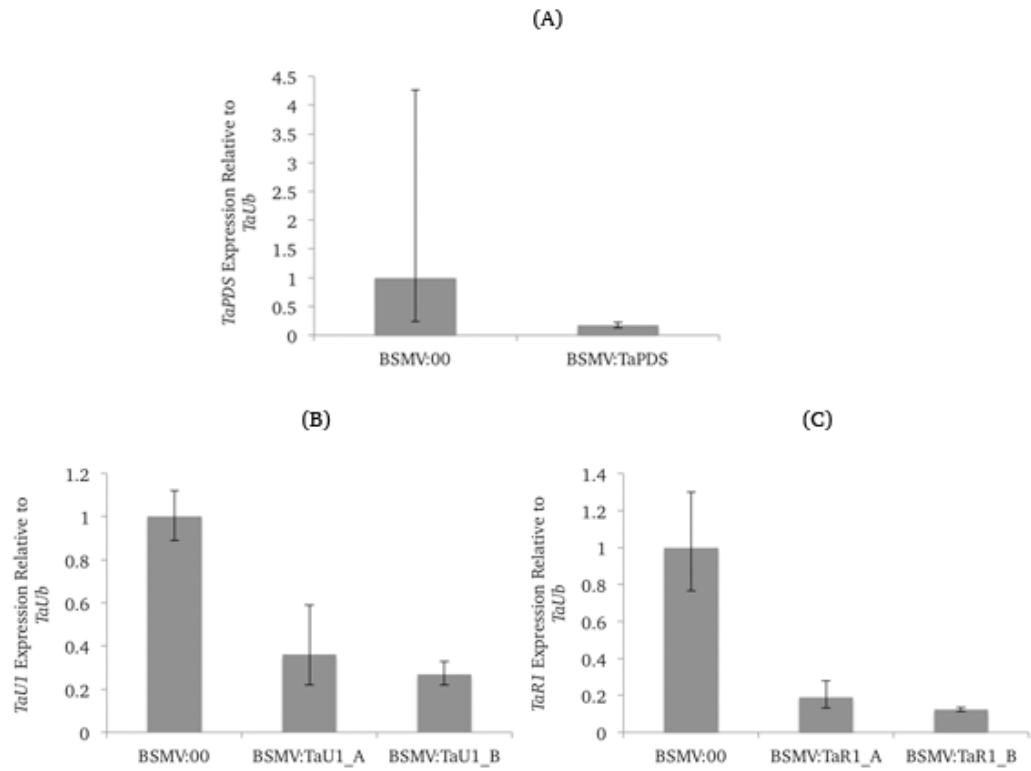 (A)
TaPDS Expression Relative to
TaUb
4.5
4
3.5
3
2.5
2
1.5
1
0.5
0
BSMV:00 BSMV:TaPDS
(B)
TaU1 Expression Relative to
TaUb
1.2
1
0.8
0.6
0.4
0.2
0
BSMV:00 BSMV:TaU1_A BSMV:TaU1_B
(C)
TaR1 Expression Relative to
TaUb
1.4
1.2
1
0.8
0.6
0.4
0.2
0
BSMV:00 BSMV:TaR1_A BSMV:TaR1_B